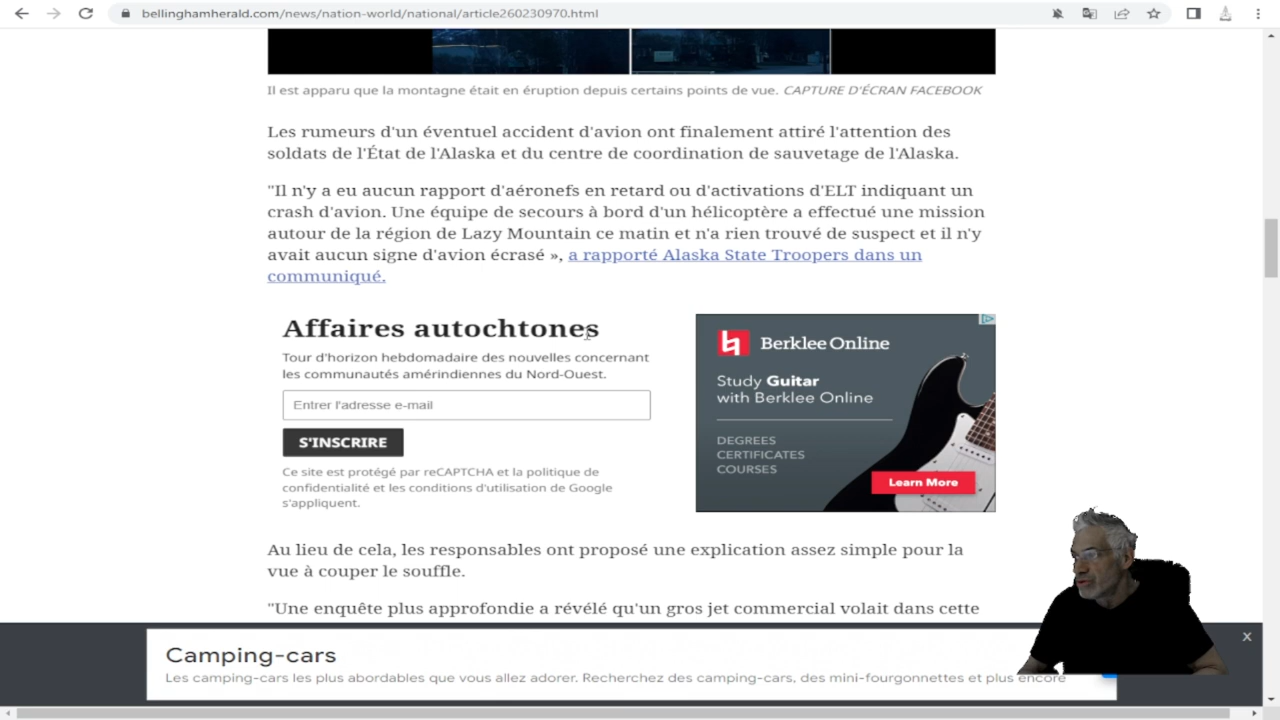 bellinghamherald.com/news/nation-world/national/article260230970.html
Il est apparu que la montagne était en éruption depuis certains points de vue. CAPTURE D'ÉCRAN FACEBOOK
Les rumeurs d'un éventuel accident d'avion ont finalement attiré l'attention des
soldats de l'État de l'Alaska et du centre de coordination de sauvetage de l'Alaska.
"Il n'y a eu aucun rapport d'aéronefs en retard ou d'activations d'ELT indiquant un
crash d'avion. Une équipe de secours à bord d'un hélicoptère a effectué une mission
autour de la région de Lazy Mountain ce matin et n'a rien trouvé de suspect et il n'y
avait aucun signe d'avion écrasé », a rapporté Alaska State Troopers dans un
communiqué.
Affaires autochtones
Tour d'horizon hebdomadaire des nouvelles concernant
les communautés amérindiennes du Nord-Ouest.
Entrer l'adresse e-mail
S'INSCRIRE
Ce site est protégé par reCAPTCHA et la politique de
confidentialité et les conditions d'utilisation de Google
s'appliquent.
Berklee Online
Study Guitar
with Berklee Online
DEGREES
CERTIFICATES
COURSES
Learn More
Au lieu de cela, les responsables ont proposé une explication assez simple pour la
vue à couper le souffle.
"Une enquête plus approfondie a révélé qu'un gros jet commercial volait dans cette
Camping-cars
Les camping-cars les plus abordables que vous allez adorer. Recherchez des camping-cars, des mini-fourgonnettes et plus encore